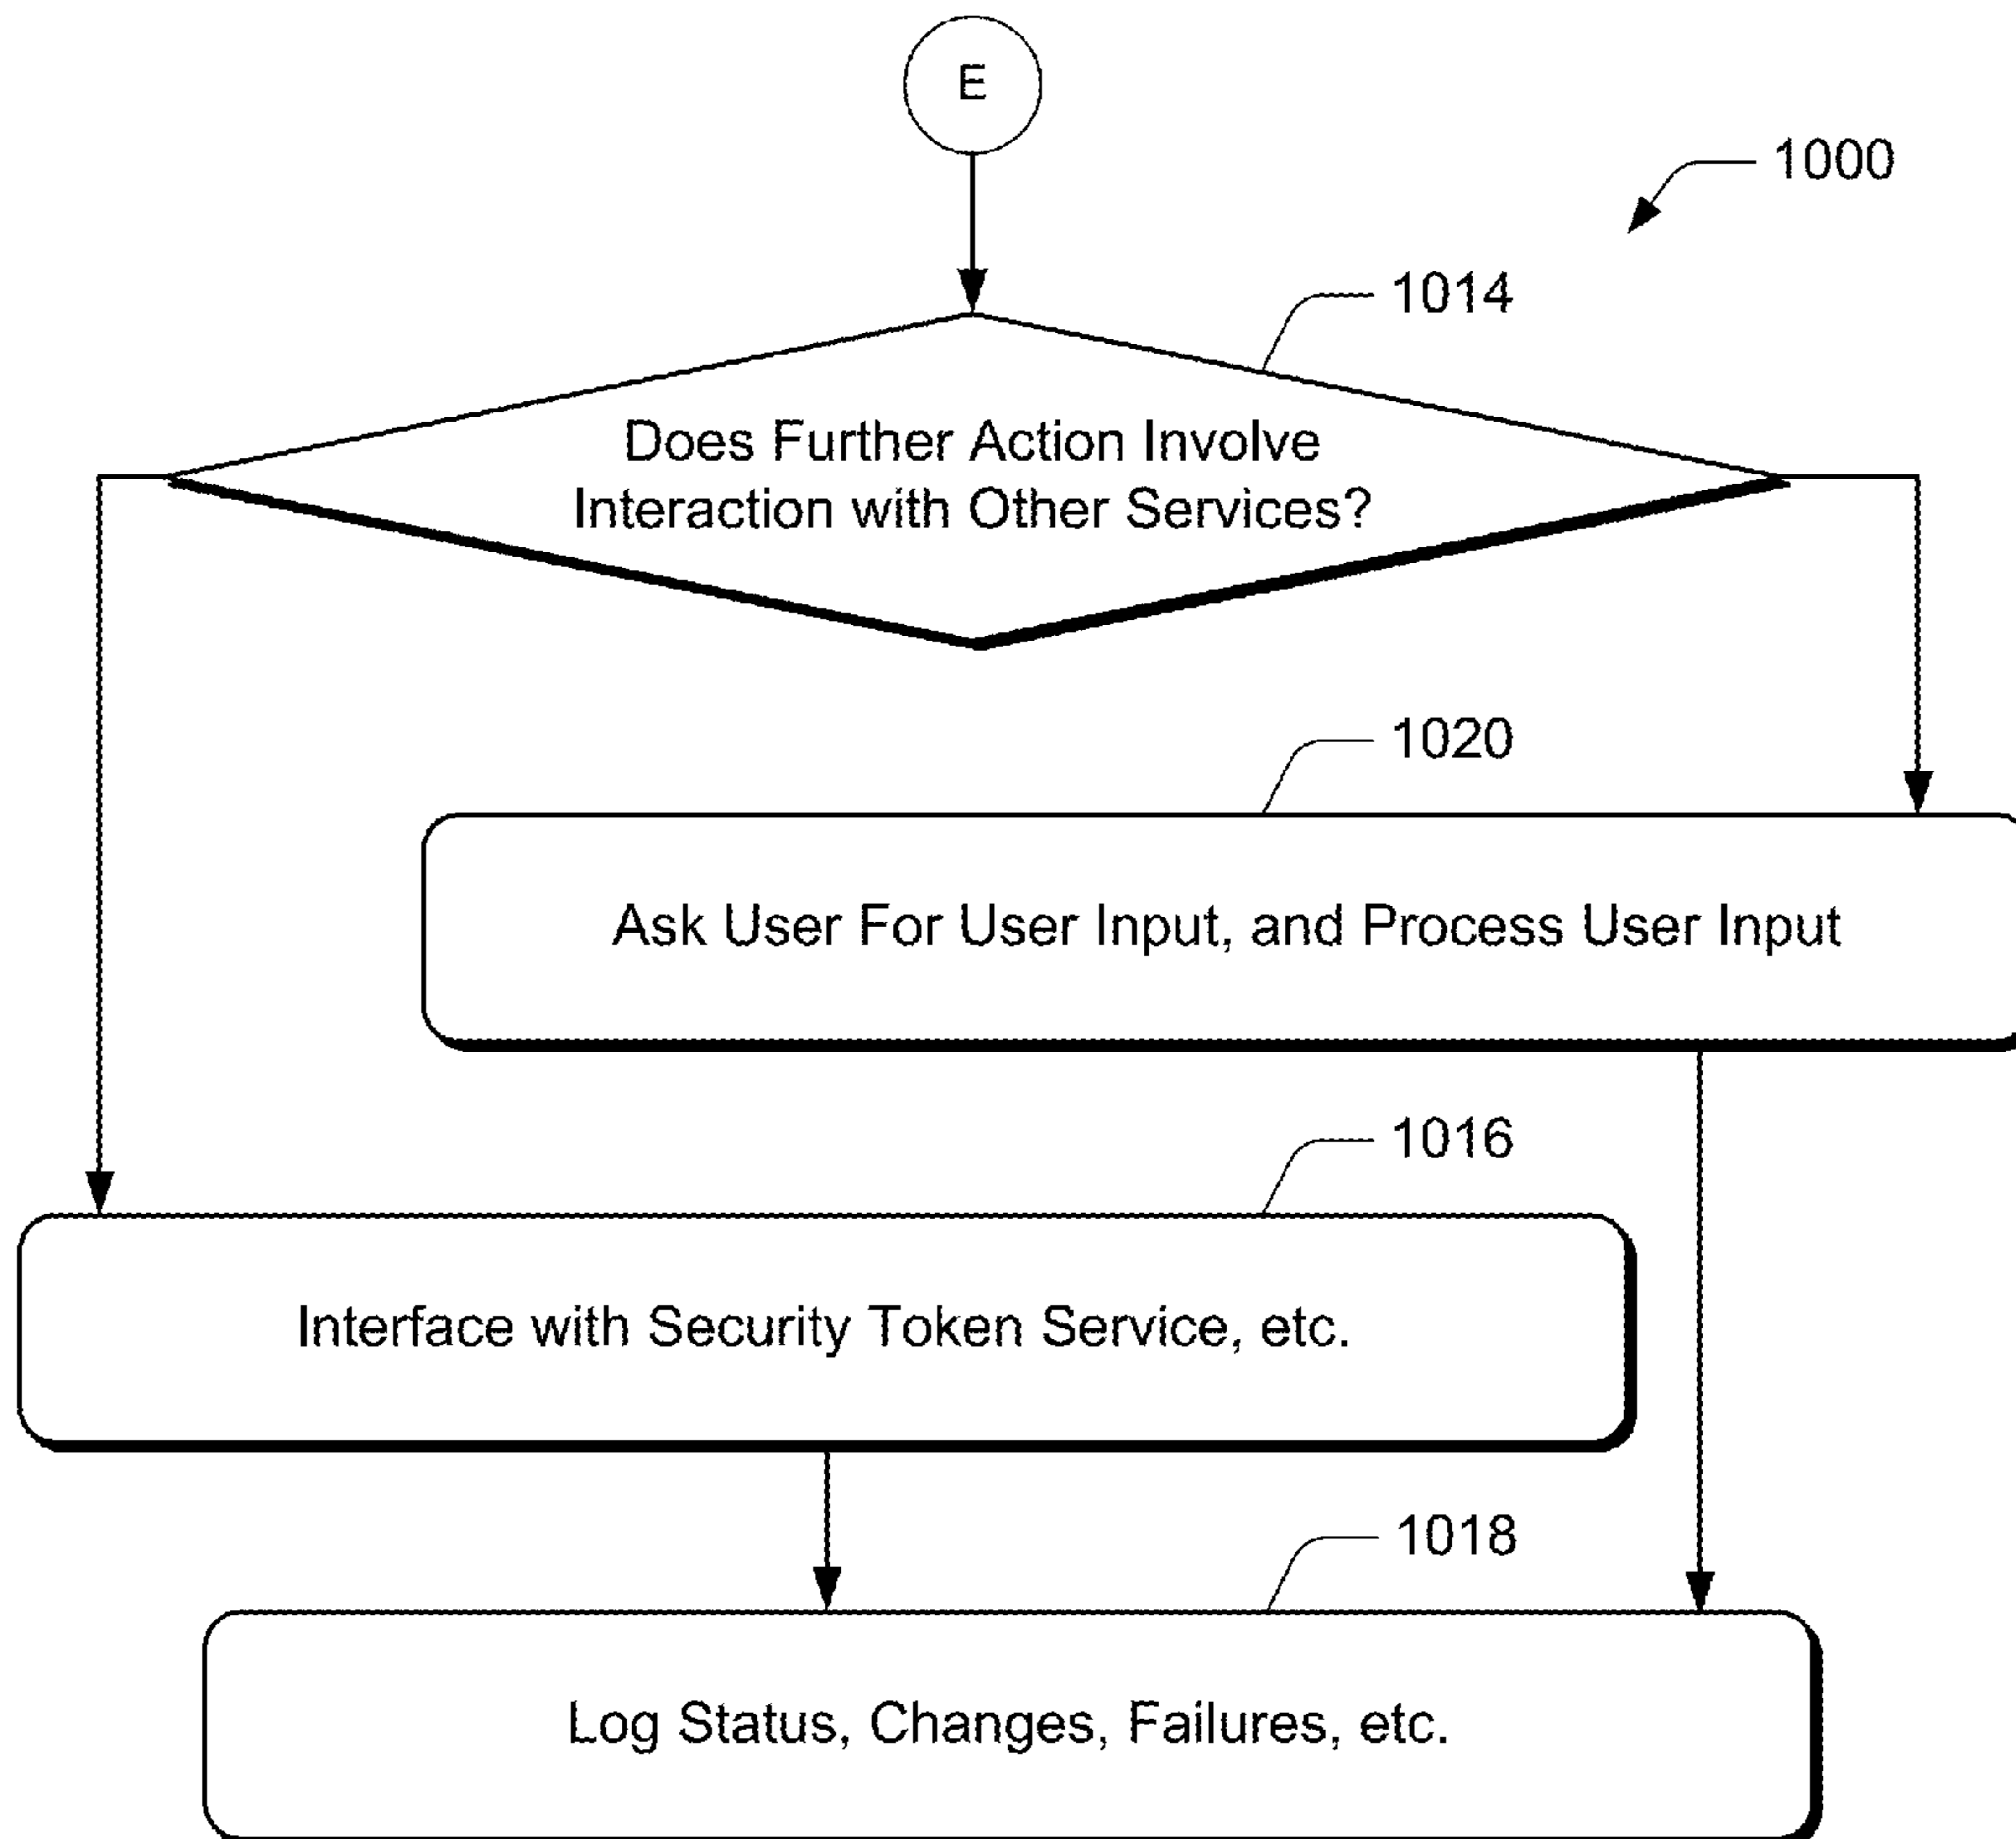 E
1000
1014
Does Further Action Involve
Interaction with Other Services?
1020
Ask User For User Input, and Process User Input
1016
Interface with Security Token Service, etc.
1018
Log Status, Changes, Failures, etc.